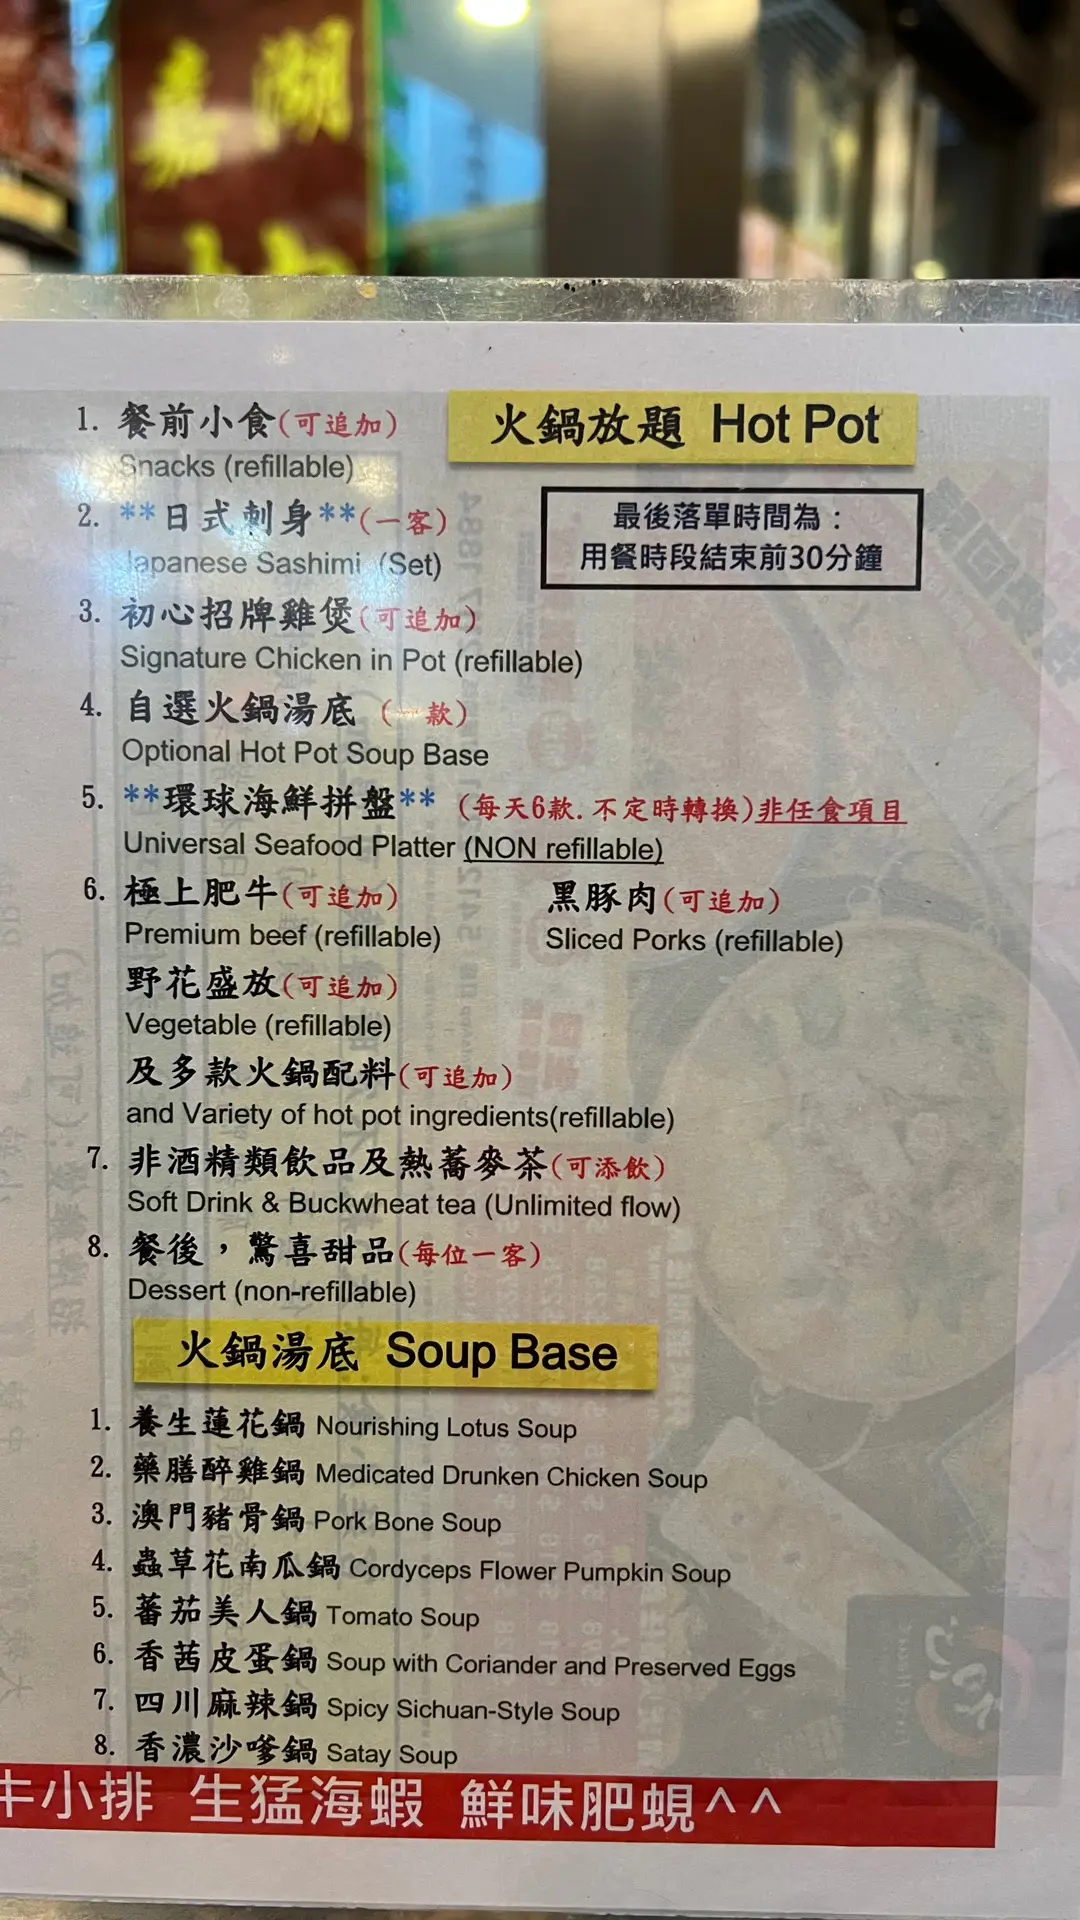 嘉湖
1. 餐前小食(可追加)
火鍋放題 Hot Pot
Snacks (refillable)
2. **日式刺身**(一客)
Japanese Sashimi (Set)
最後落單時間為：
用餐時段結束前30分鐘
3. 初心招牌雞煲(可追加)
Signature Chicken in Pot (refillable)
4. 自選火鍋湯底 (一款)
Optional Hot Pot Soup Base
5. **環球海鮮拼盤** (每天6款.不定時轉換)非任食項目
Universal Seafood Platter (NON refillable)
6. 極上肥牛(可追加) 黑豚肉(可追加)
Premium beef (refillable) Sliced Porks (refillable)
野花盛放(可追加)
Vegetable (refillable)
及多款火鍋配料(可追加)
and Variety of hot pot ingredients(refillable)
7. 非酒精類飲品及熱蕎麥茶(可添飲)
Soft Drink & Buckwheat tea (Unlimited flow)
8. 餐後，驚喜甜品(每位一客)
Dessert (non-refillable)
火鍋湯底 Soup Base
1. 養生蓮花鍋 Nourishing Lotus Soup
2. 藥膳醉雞鍋 Medicated Drunken Chicken Soup
3. 澳門豬骨鍋 Pork Bone Soup
4. 蟲草花南瓜鍋 Cordyceps Flower Pumpkin Soup
5. 蕃茄美人鍋 Tomato Soup
6. 香茜皮蛋鍋 Soup with Coriander and Preserved Eggs
7. 四川麻辣鍋 Spicy Sichuan-Style Soup
8. 香濃沙嗲鍋 Satay Soup
牛小排 生猛海蝦 鮮味肥蜆^^